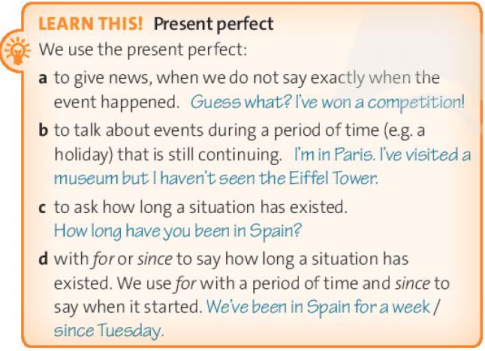 LEARN THIS! Present perfect
We use the present perfect:
a to give news, when we do not say exactly when the
event happened. Guess what? I've won a competition!
b to talk about events during a period of time (e.g. a
holiday) that is still continuing. I'm in Paris. I've visited a
museum but I haven't seen the Eiffel Tower.
c to ask how long a situation has existed.
How long have you been in Spain?
d with for or since to say how long a situation has
existed. We use for with a period of time and since to
say when it started. We've been in Spain for a week /
since Tuesday.